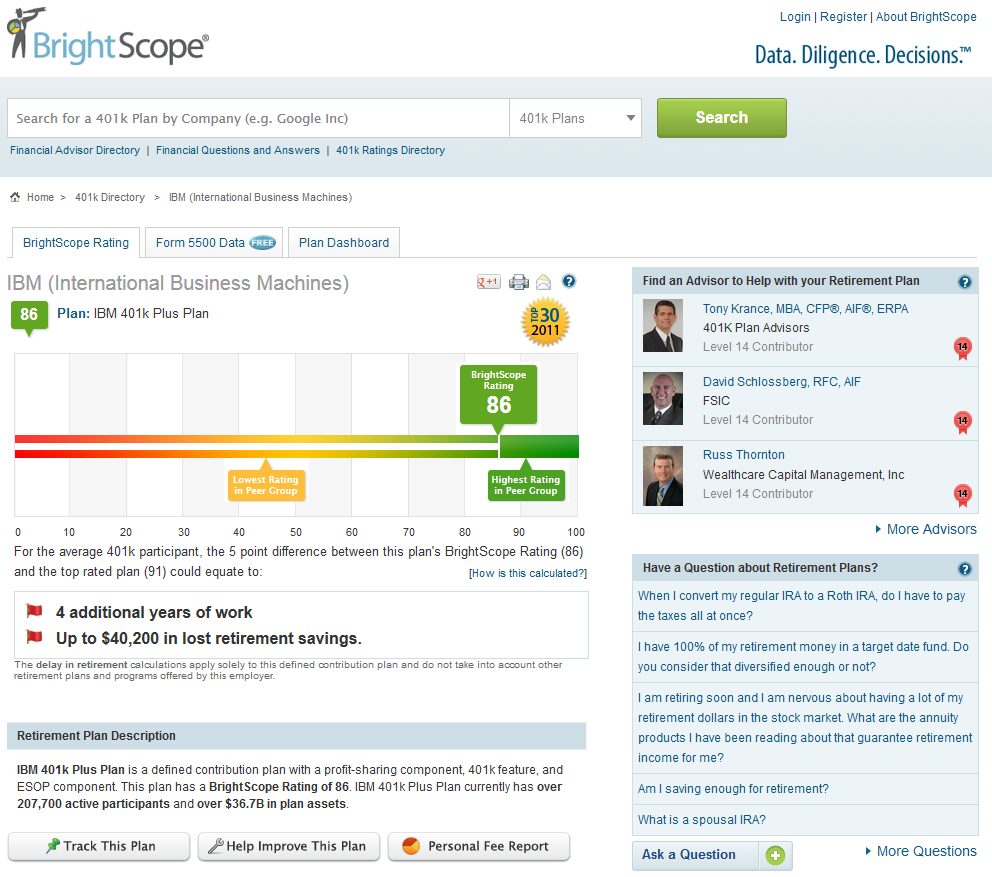 Login | Register | About BrightScope
BrightScope®
Data. Diligence. Decisions.™
Search for a 401k Plan by Company (e.g. Google Inc)
401k Plans
Search
Financial Advisor Directory | Financial Questions and Answers | 401k Ratings Directory
Home > 401k Directory > IBM (International Business Machines)
BrightScope Rating
Form 5500 Data FREE
Plan Dashboard
IBM (International Business Machines)
+1
?
86
Plan: IBM 401k Plus Plan
TOP 30
2011
BrightScope
Rating
86
Lowest Rating
in Peer Group
Highest Rating
in Peer Group
0 10 20 30 40 50 60 70 80 90 100
For the average 401k participant, the 5 point difference between this plan's BrightScope Rating (86)
and the top rated plan (91) could equate to:
[How is this calculated?]
4 additional years of work
Up to $40,200 in lost retirement savings.
The delay in retirement calculations apply solely to this defined contribution plan and do not take into account other
retirement plans and programs offered by this employer.
Retirement Plan Description
IBM 401k Plus Plan is a defined contribution plan with a profit-sharing component, 401k feature, and
ESOP component. This plan has a BrightScope Rating of 86. IBM 401k Plus Plan currently has over
207,700 active participants and over $36.7B in plan assets.
Track This Plan
Help Improve This Plan
Personal Fee Report
Find an Advisor to Help with your Retirement Plan
?
Tony Krance, MBA, CFP®, AIF®, ERPA
401K Plan Advisors
Level 14 Contributor
14
David Schlossberg, RFC, AIF
FSIC
Level 14 Contributor
14
Russ Thornton
Wealthcare Capital Management, Inc
Level 14 Contributor
14
More Advisors
Have a Question about Retirement Plans?
?
When I convert my regular IRA to a Roth IRA, do I have to pay
the taxes all at once?
I have 100% of my retirement money in a target date fund. Do
you consider that diversified enough or not?
I am retiring soon and I am nervous about having a lot of my
retirement dollars in the stock market. What are the annuity
products I have been reading about that guarantee retirement
income for me?
Am I saving enough for retirement?
What is a spousal IRA?
Ask a Question
More Questions